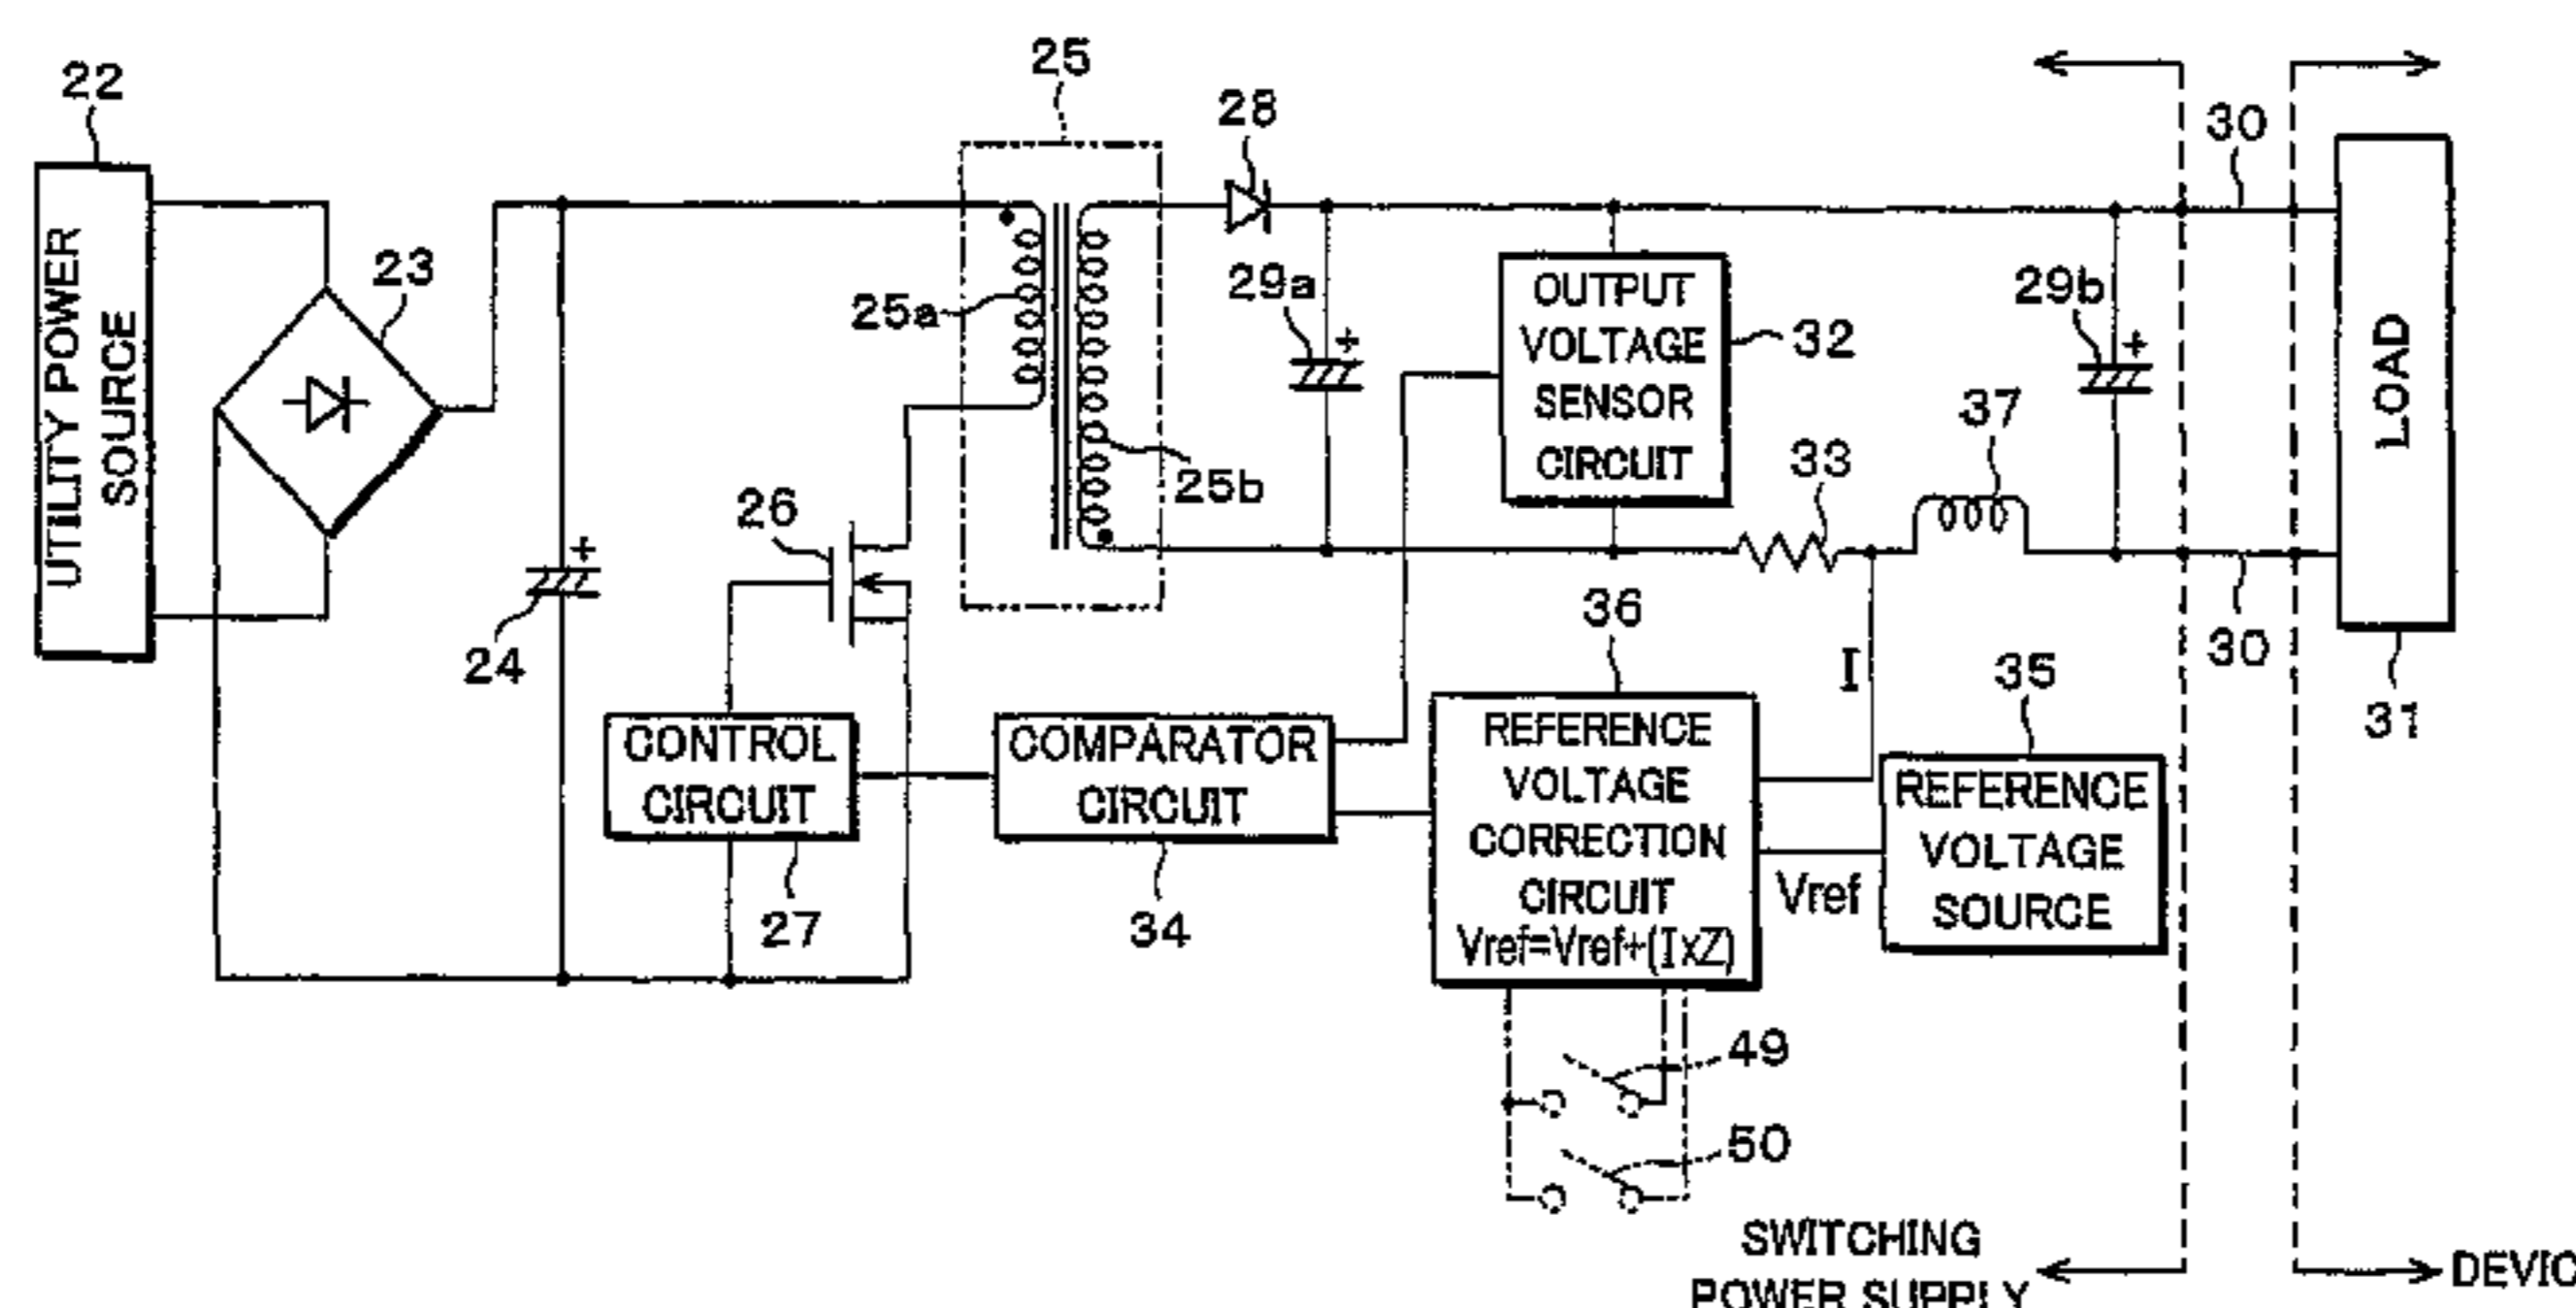 22
25
28
30
UTILITY POWER
SOURCE
23
25a
29a
OUTPUT
VOLTAGE
SENSOR
CIRCUIT
32
29b
LOAD
37
33
25b
26
24
36
I
30
35
31
CONTROL
CIRCUIT
27
COMPARATOR
CIRCUIT
34
REFERENCE
VOLTAGE
CORRECTION
CIRCUIT
Vref=Vref+(IxZ)
Vref
REFERENCE
VOLTAGE
SOURCE
49
50
SWITCHING
POWER SUPPLY
DEVIC
+
+
+